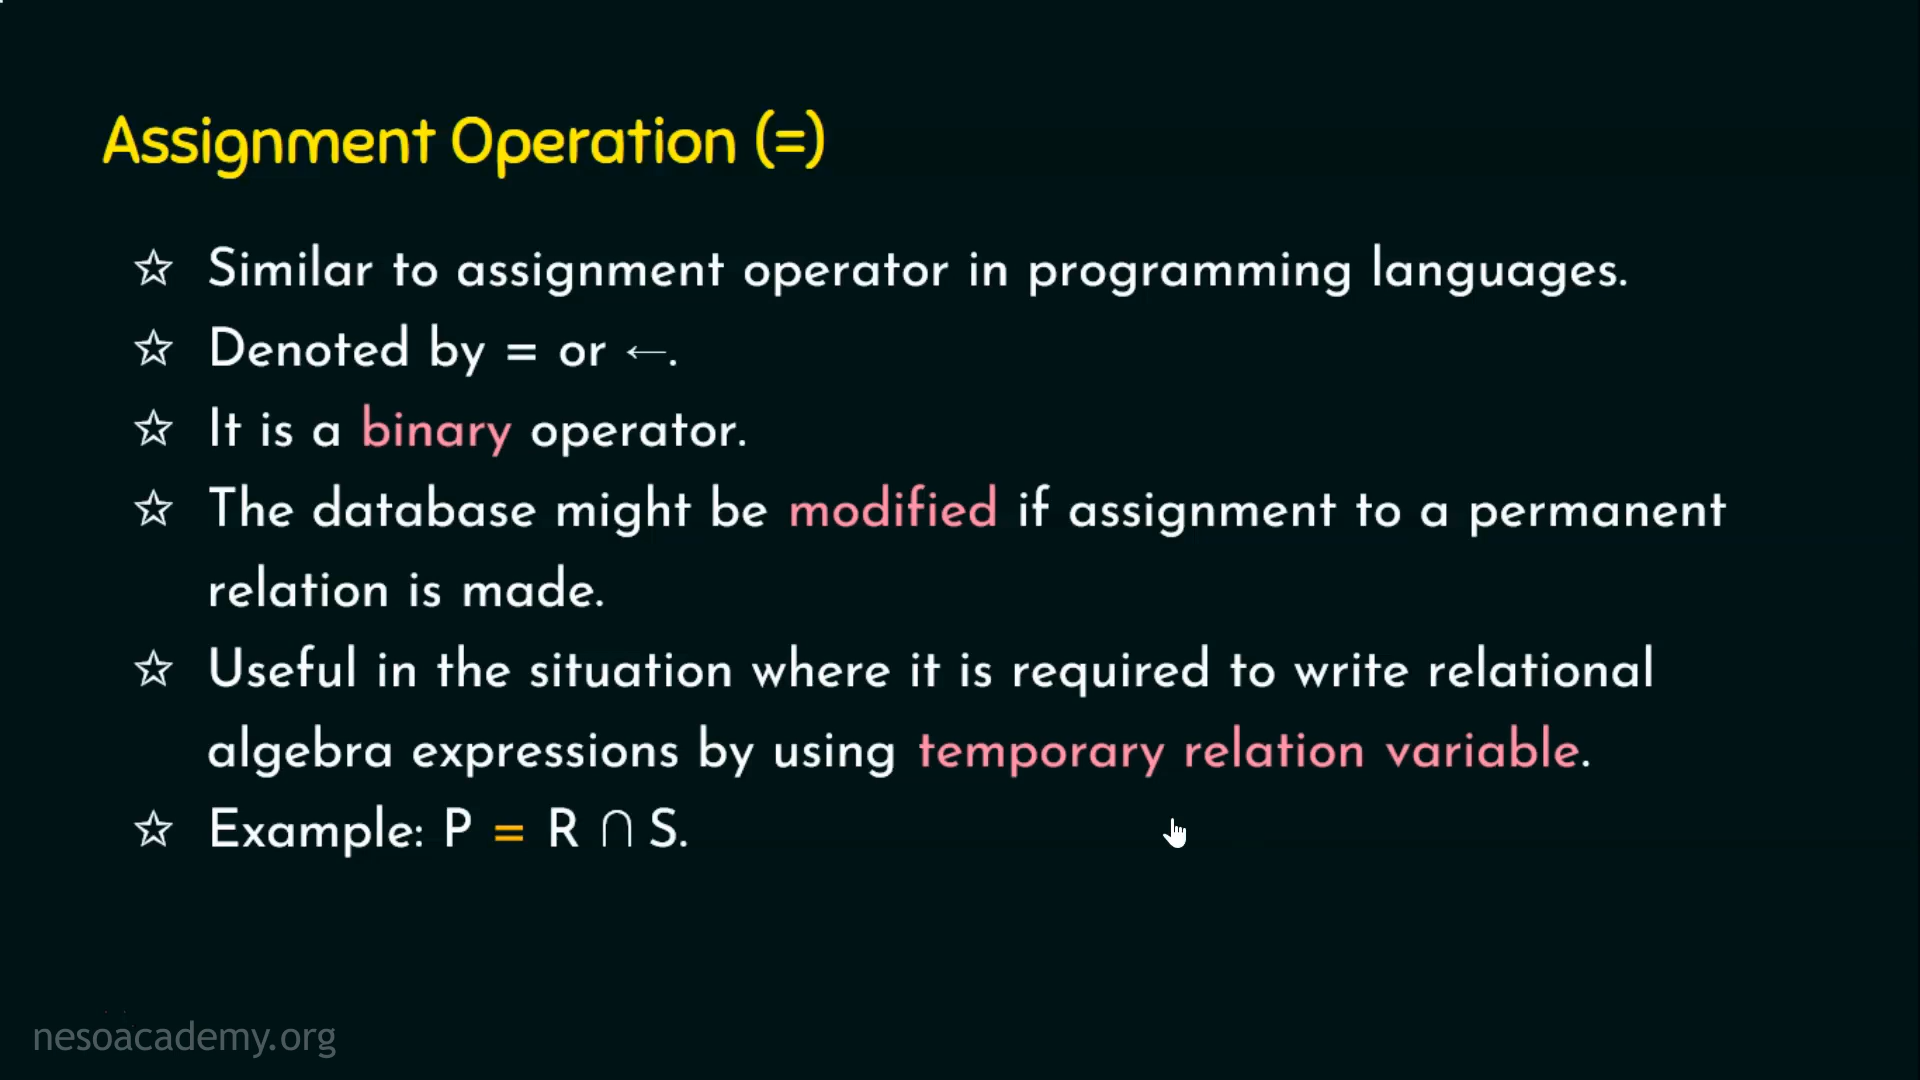 Assignment Operation (=)
☆ Similar to assignment operator in programming languages.
☆ Denoted by = or ←.
☆ It is a binary operator.
☆ The database might be modified if assignment to a permanent
relation is made.
☆ Useful in the situation where it is required to write relational
algebra expressions by using temporary relation variable.
☆ Example: P = R ∩ S.
nesoacademy.org